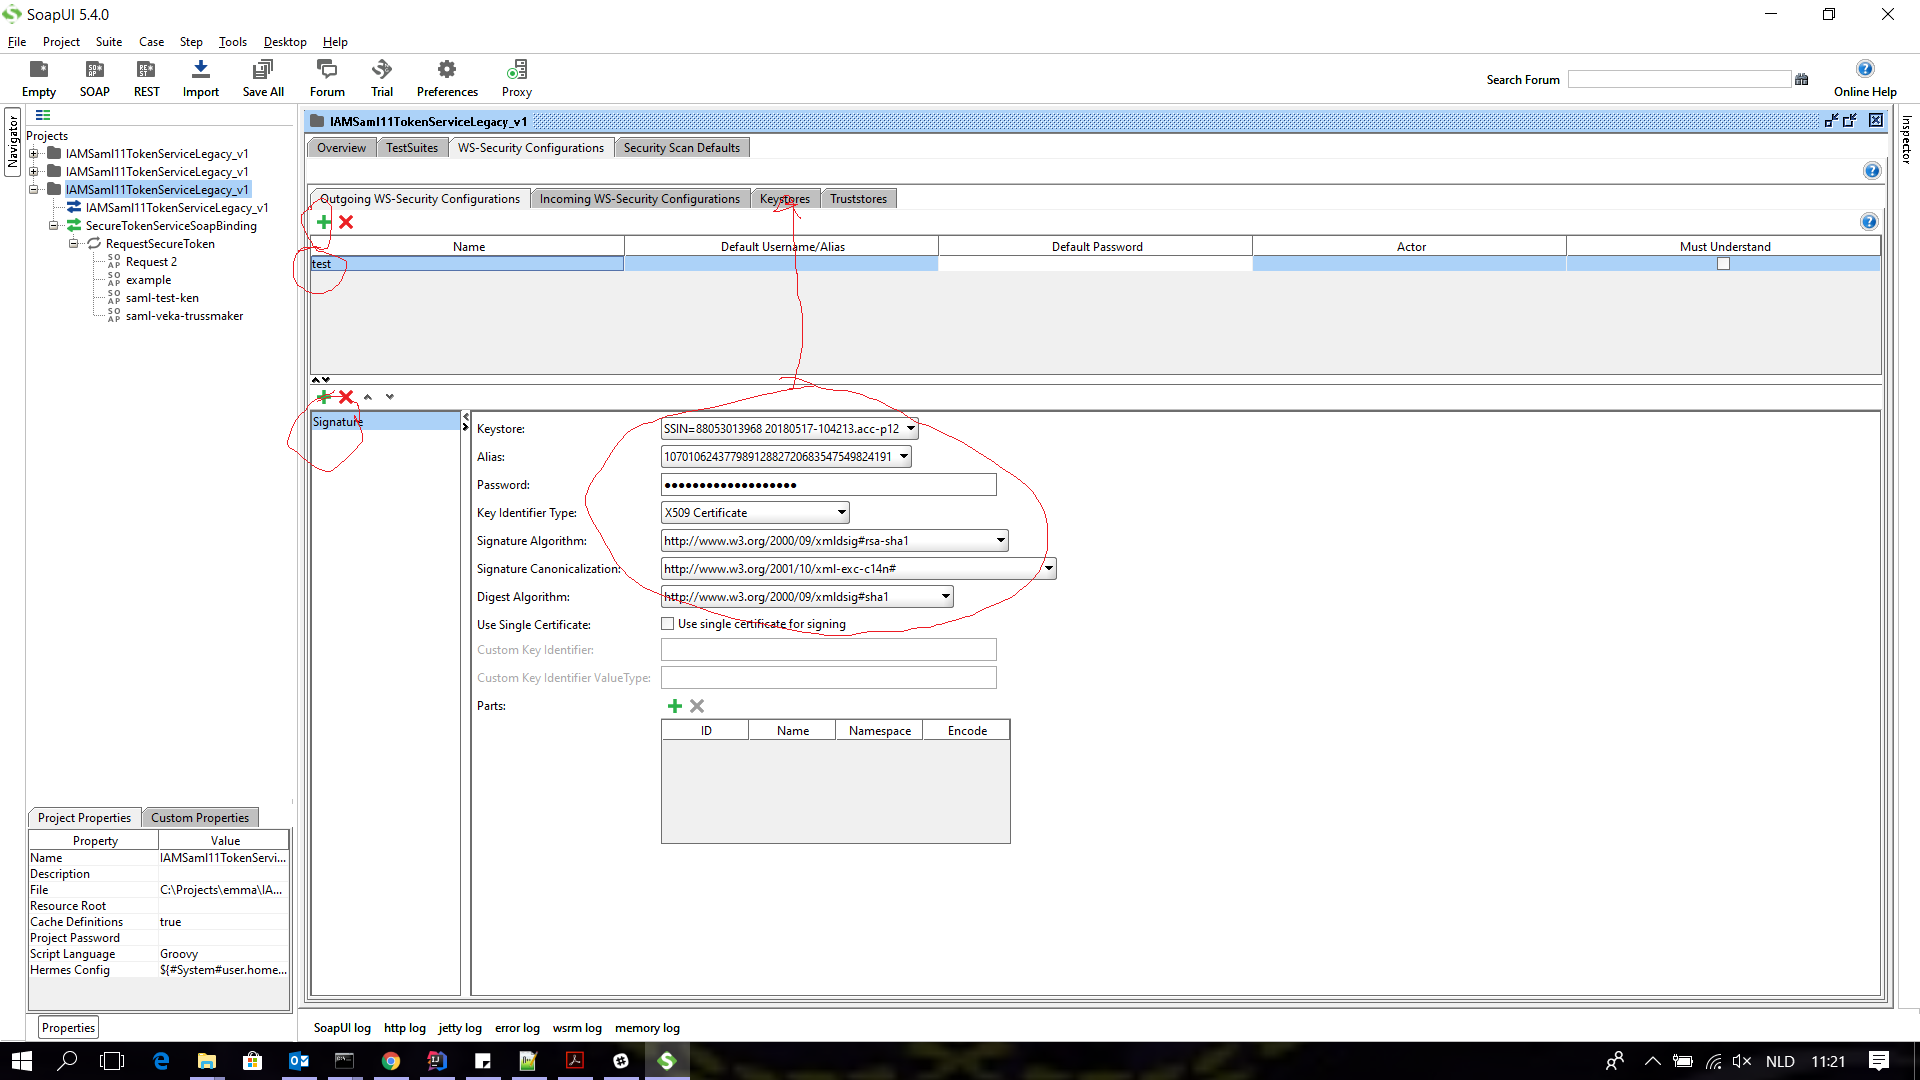 SoapUI 5.4.0
File Project Suite Case Step Tools Desktop Help
Empty SOAP REST Import Save All Forum Trial Preferences Proxy Search Forum Online Help
Navigator
Inspector
Projects
IAMSaml11TokenServiceLegacy_v1
IAMSaml11TokenServiceLegacy_v1
IAMSaml11TokenServiceLegacy_v1
IAMSaml11TokenServiceLegacy_v1
SecureTokenServiceSoapBinding
RequestSecureToken
Request 2
example
saml-test-ken
saml-veka-trussmaker
IAMSaml11TokenServiceLegacy_v1
Overview TestSuites WS-Security Configurations Security Scan Defaults
Outgoing WS-Security Configurations Incoming WS-Security Configurations Keystores Truststores
Name Default Username/Alias Default Password Actor Must Understand
test
Signature
Keystore: SSIN=88053013968 20180517-104213.acc-p12
Alias: 107010624377989128827206835475498241​91
Password: ●●●●●●●●●●●●●●●●●●●
Key Identifier Type: X509 Certificate
Signature Algorithm: http://www.w3.org/2000/09/xmldsig#rsa-sha1
Signature Canonicalization: http://www.w3.org/2001/10/xml-exc-c14n#
Digest Algorithm: http://www.w3.org/2000/09/xmldsig#sha1
Use Single Certificate: Use single certificate for signing
Custom Key Identifier:
Custom Key Identifier ValueType:
Parts:
ID Name Namespace Encode
Project Properties Custom Properties
Property Value
Name IAMSaml11TokenServi...
Description
File C:\Projects\emma\IA...
Resource Root
Cache Definitions true
Project Password
Script Language Groovy
Hermes Config ${#System#user.home...
Properties
SoapUI log http log jetty log error log wsrm log memory log
NLD 11:21